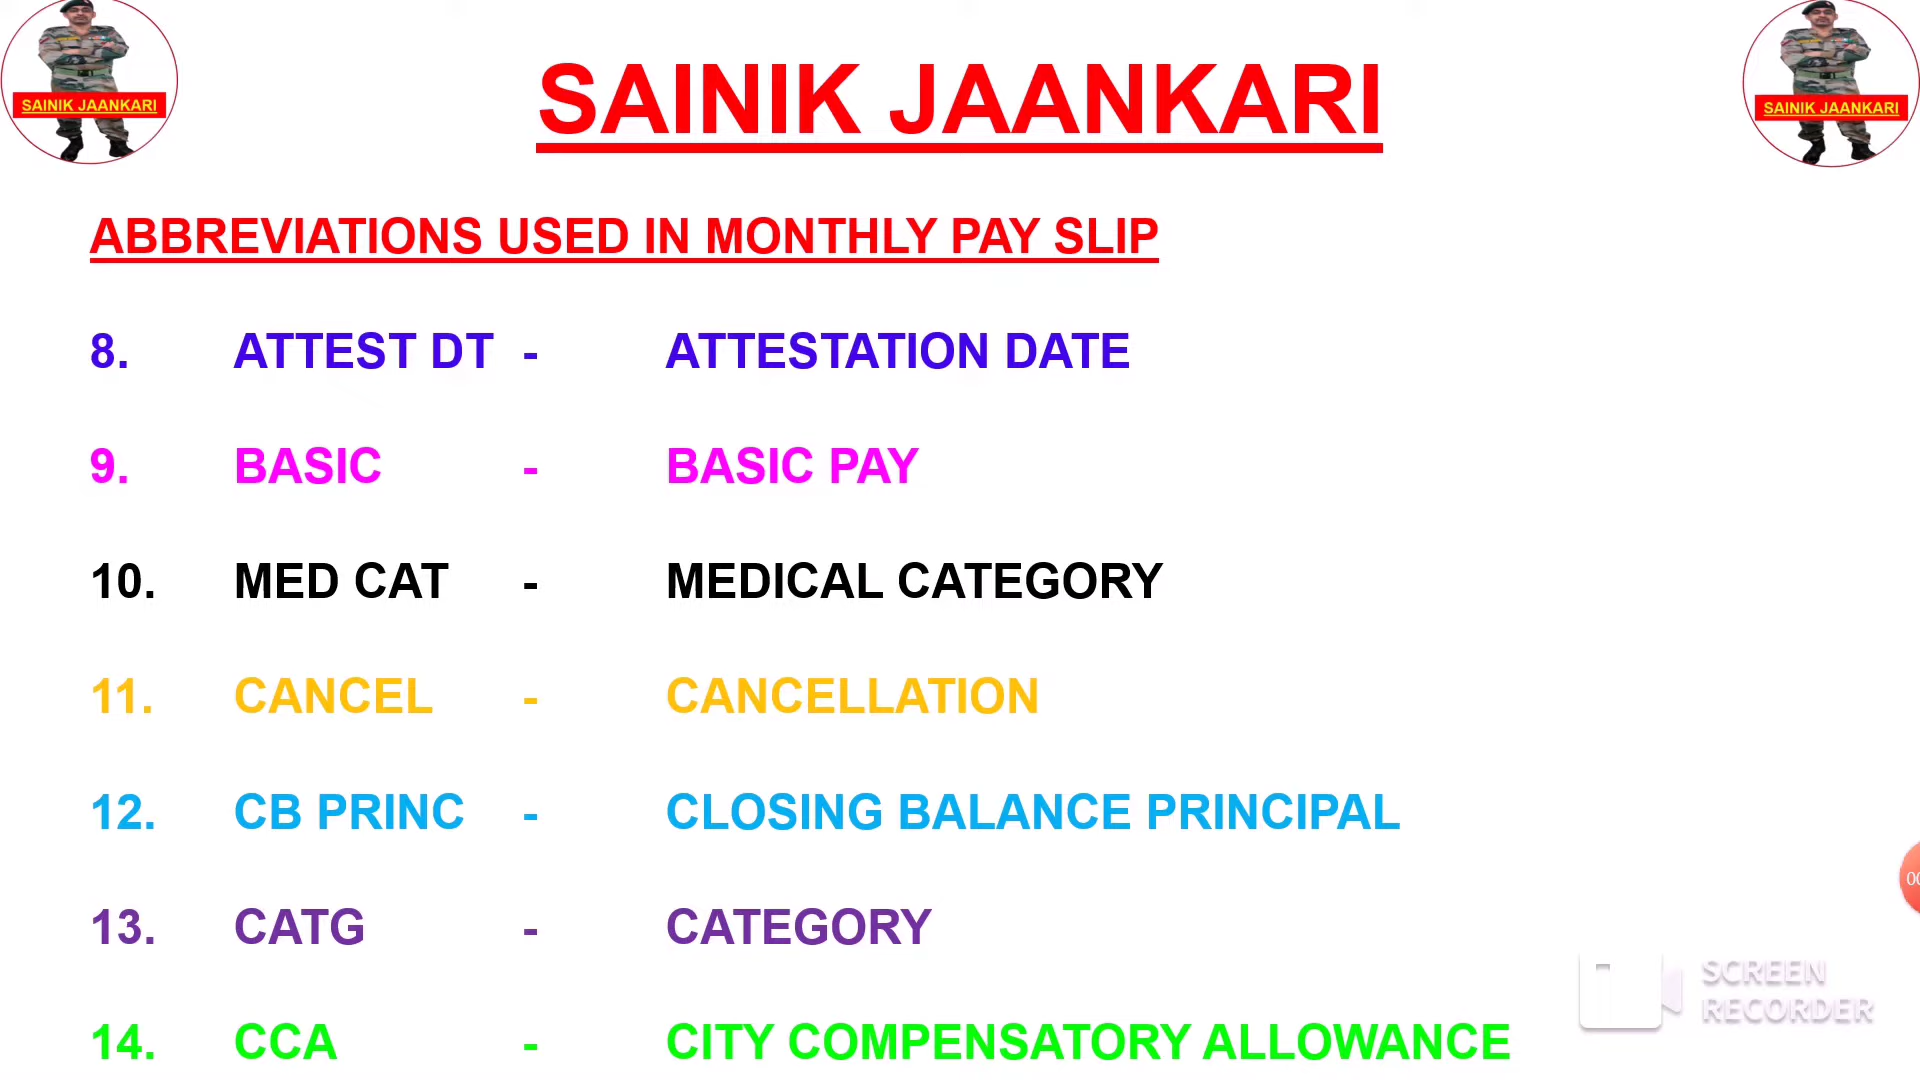 SAINIK JAANKARI
SAINIK JAANKARI
SAINIK JAANKARI
ABBREVIATIONS USED IN MONTHLY PAY SLIP
8. ATTEST DT - ATTESTATION DATE
9. BASIC - BASIC PAY
10. MED CAT - MEDICAL CATEGORY
11. CANCEL - CANCELLATION
12. CB PRINC - CLOSING BALANCE PRINCIPAL
13. CATG - CATEGORY
14. CCA - CITY COMPENSATORY ALLOWANCE
SCREEN
RECORDER